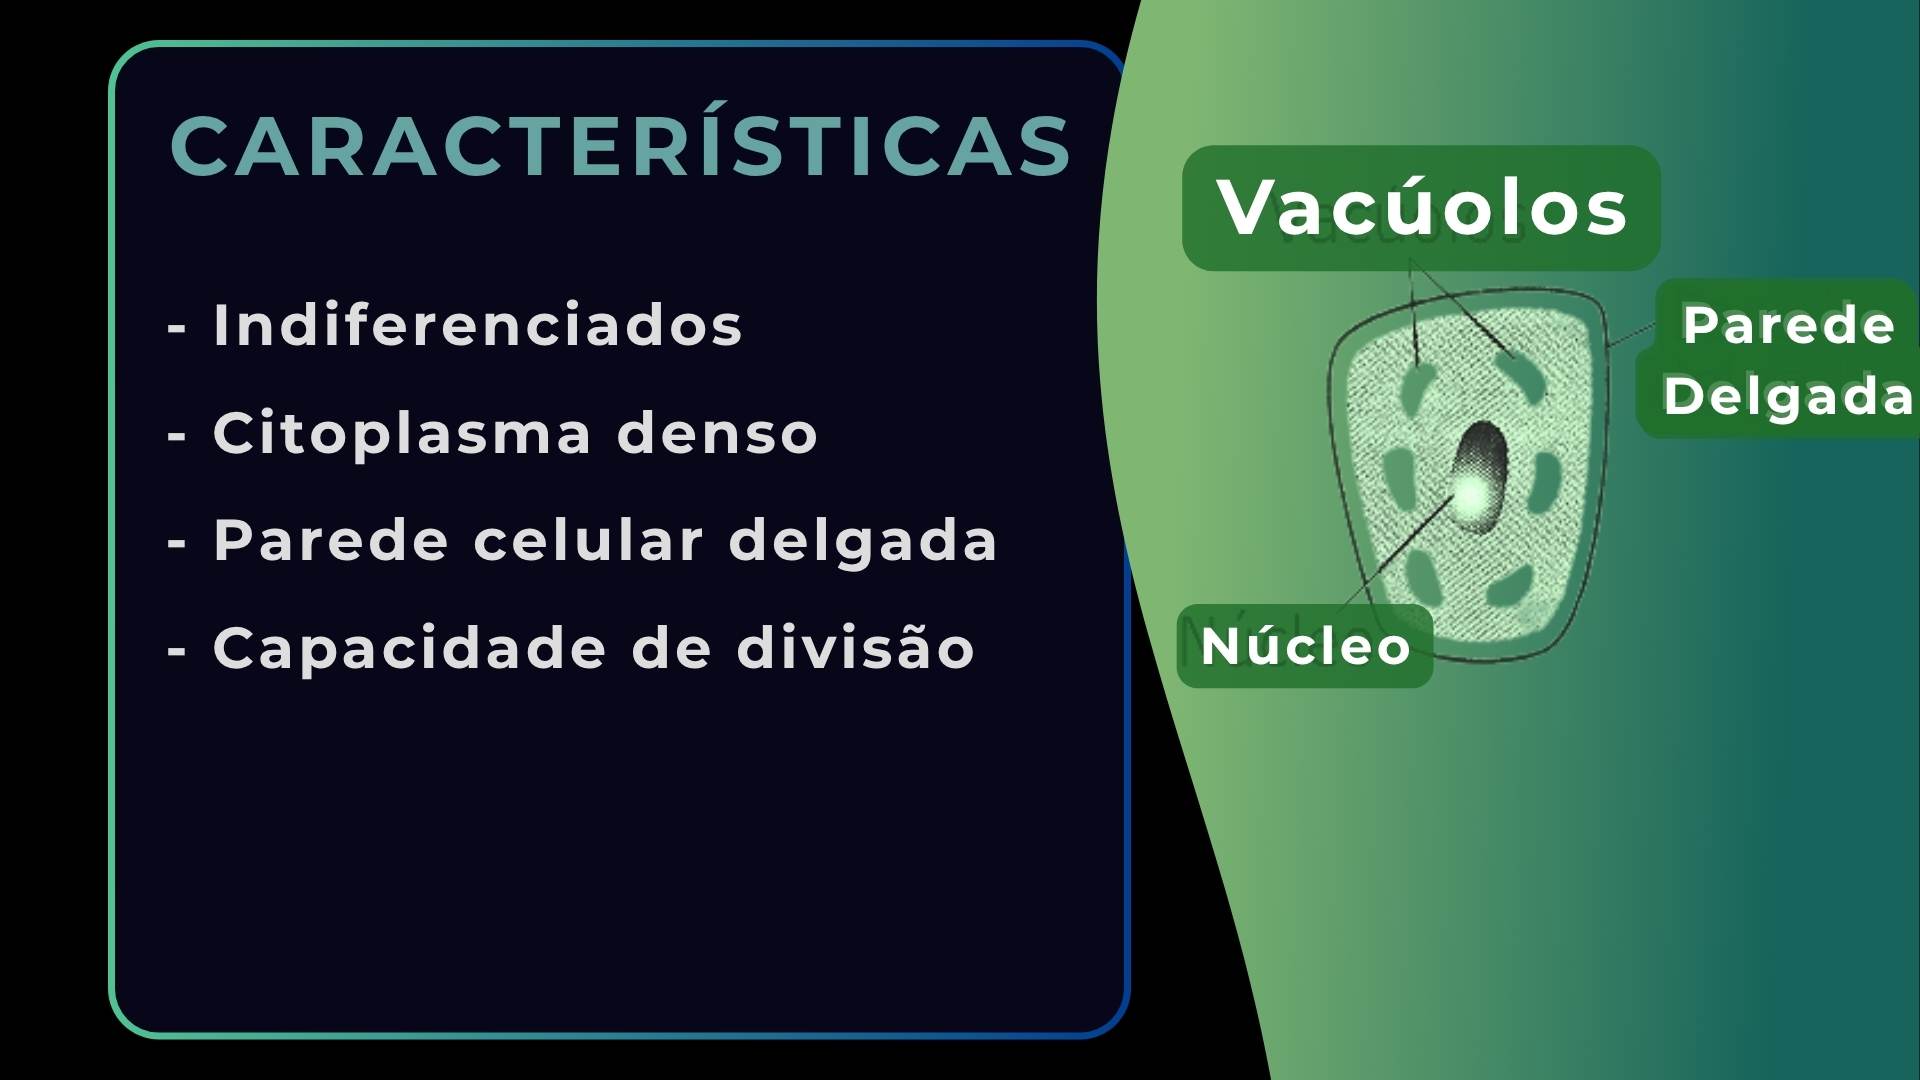 CARACTERÍSTICAS
- Indiferenciados
- Citoplasma denso
- Parede celular delgada
- Capacidade de divisão
Vacúolos
Parede
Delgada
Núcleo